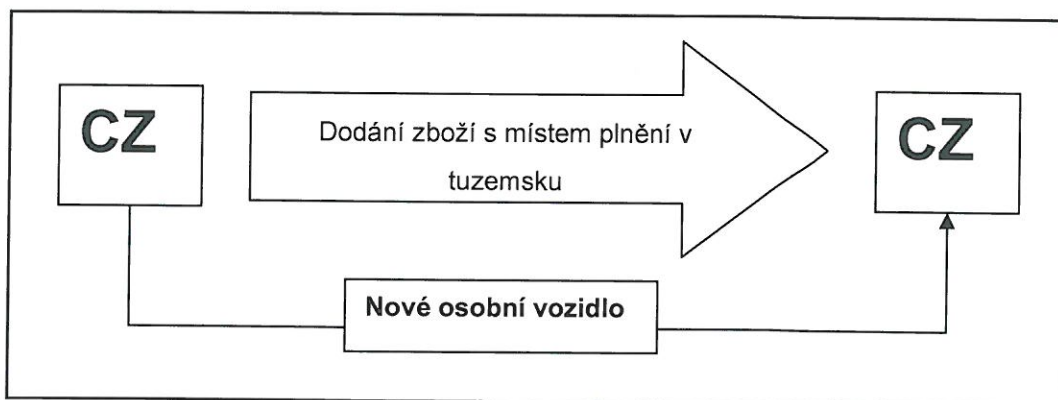 CZ
Dodání zboží s místem plnění v
tuzemsku
CZ
Nové osobní vozidlo